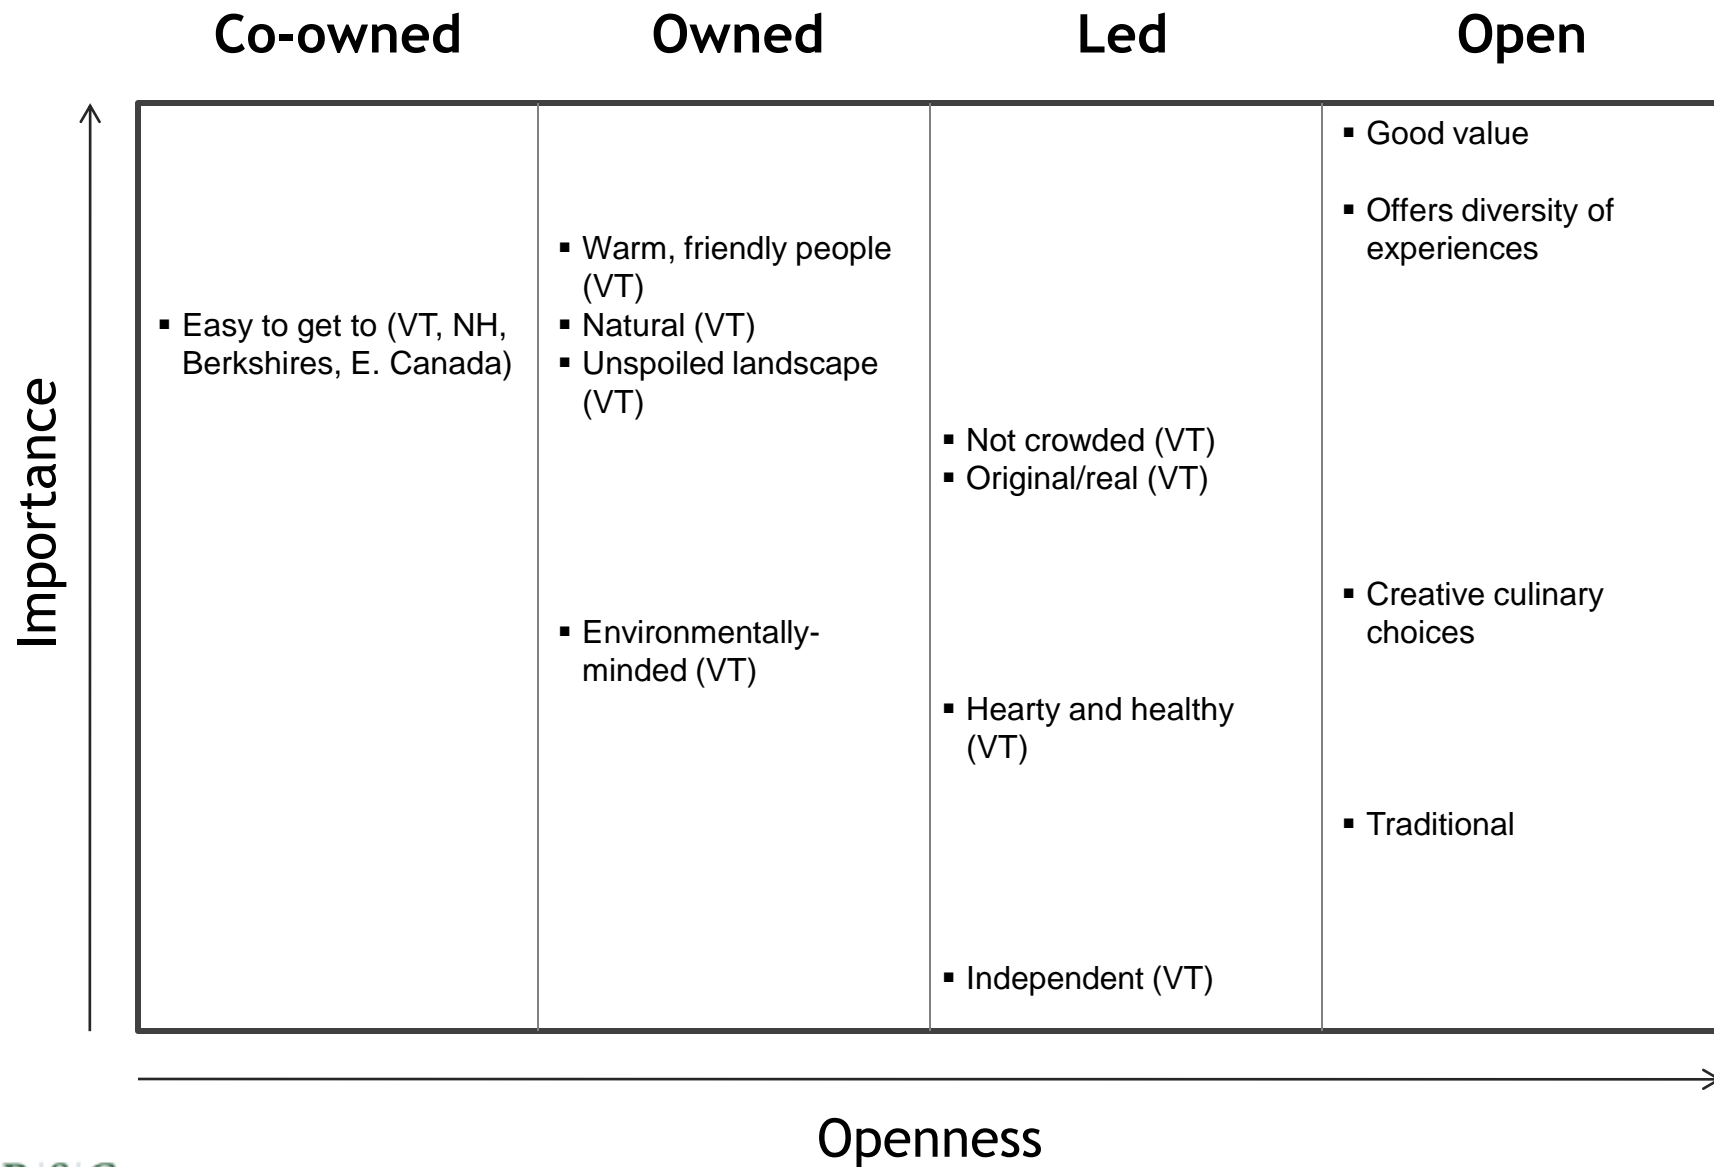 Co-owned
Owned
Led
Open
Importance
▪ Easy to get to (VT, NH,
Berkshires, E. Canada)
▪ Warm, friendly people
(VT)
▪ Natural (VT)
▪ Unspoiled landscape
(VT)
▪ Environmentally-
minded (VT)
▪ Not crowded (VT)
▪ Original/real (VT)
▪ Hearty and healthy
(VT)
▪ Independent (VT)
▪ Good value
▪ Offers diversity of
experiences
▪ Creative culinary
choices
▪ Traditional
Openness